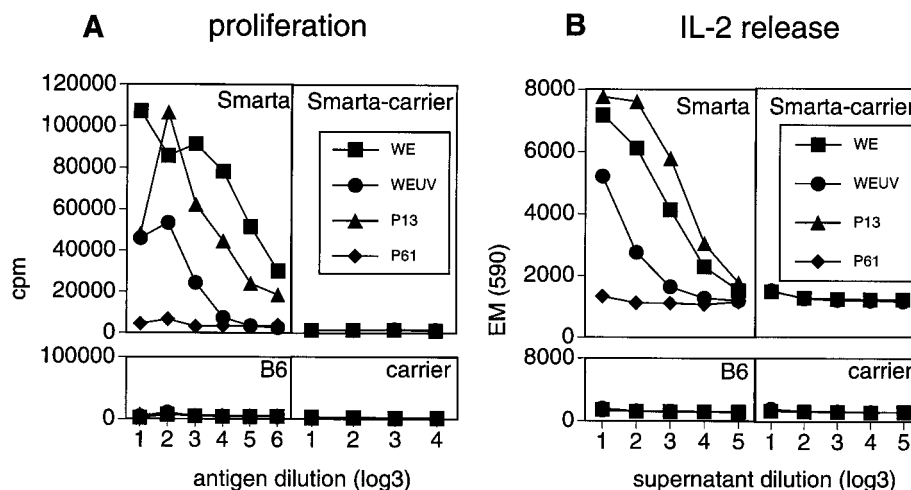 A proliferation
cpm
120000
100000
80000
60000
40000
20000
0
Smarta
Smarta-carrier
WE
WEUV
P13
P61
100000
0
B6
carrier
1 2 3 4 5 6 1 2 3 4
antigen dilution (log3)
B IL-2 release
EM (590)
8000
6000
4000
2000
0
Smarta
Smarta-carrier
WE
WEUV
P13
P61
8000
0
B6
carrier
1 2 3 4 5 1 2 3 4 5
supernatant dilution (log3)